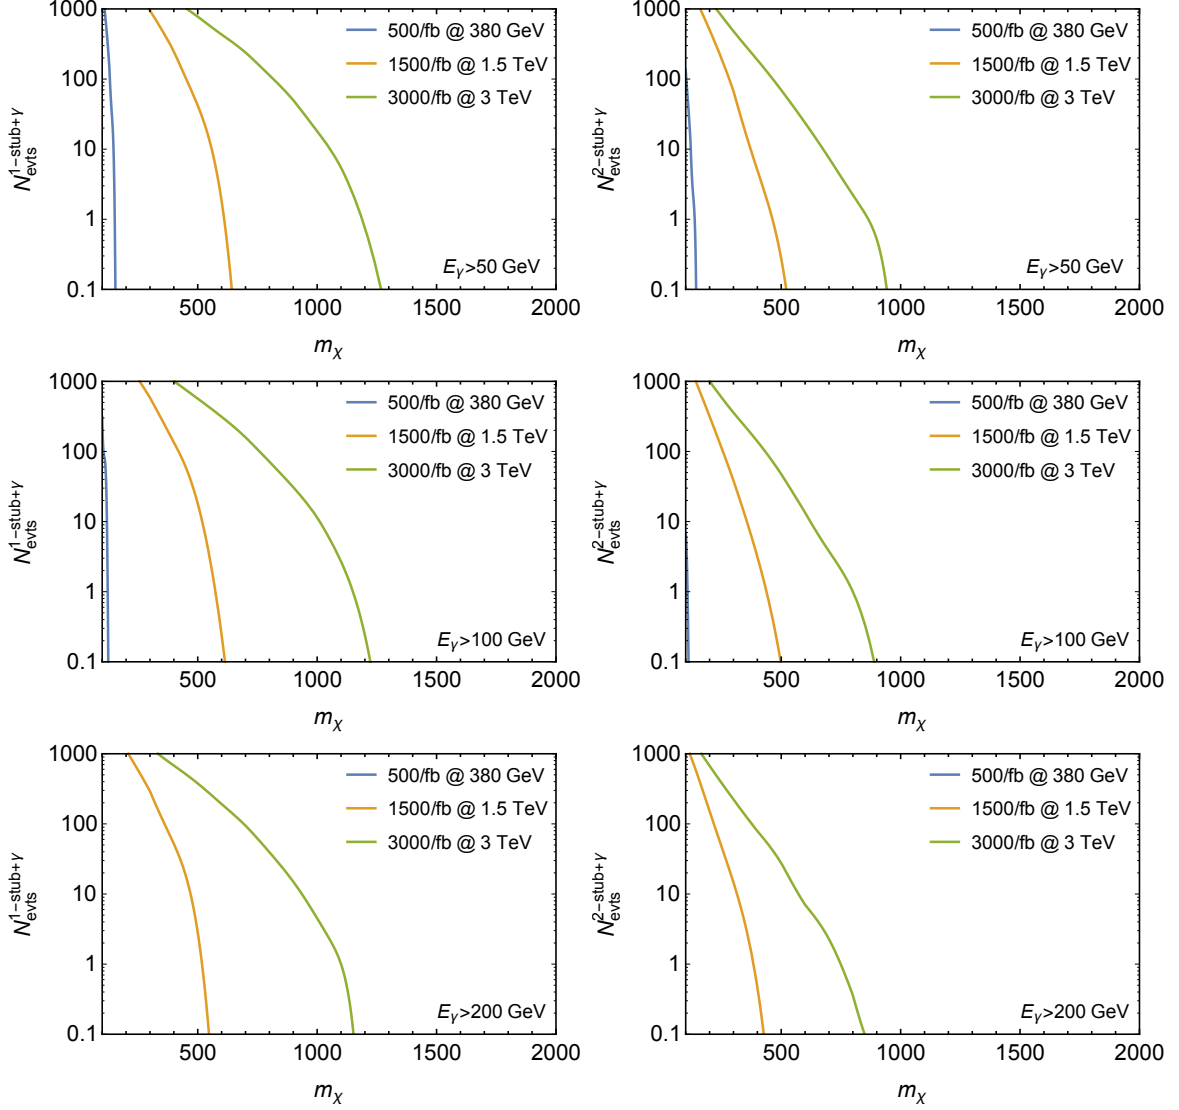 1000
100
10
1
0.1
N_evts^1−stub+γ
500/fb @ 380 GeV
1500/fb @ 1.5 TeV
3000/fb @ 3 TeV
E_γ>50 GeV
500 1000 1500 2000
m_χ
1000
100
10
1
0.1
N_evts^2−stub+γ
500/fb @ 380 GeV
1500/fb @ 1.5 TeV
3000/fb @ 3 TeV
E_γ>50 GeV
500 1000 1500 2000
m_χ
1000
100
10
1
0.1
N_evts^1−stub+γ
500/fb @ 380 GeV
1500/fb @ 1.5 TeV
3000/fb @ 3 TeV
E_γ>100 GeV
500 1000 1500 2000
m_χ
1000
100
10
1
0.1
N_evts^2−stub+γ
500/fb @ 380 GeV
1500/fb @ 1.5 TeV
3000/fb @ 3 TeV
E_γ>100 GeV
500 1000 1500 2000
m_χ
1000
100
10
1
0.1
N_evts^1−stub+γ
500/fb @ 380 GeV
1500/fb @ 1.5 TeV
3000/fb @ 3 TeV
E_γ>200 GeV
500 1000 1500 2000
m_χ
1000
100
10
1
0.1
N_evts^2−stub+γ
500/fb @ 380 GeV
1500/fb @ 1.5 TeV
3000/fb @ 3 TeV
E_γ>200 GeV
500 1000 1500 2000
m_χ